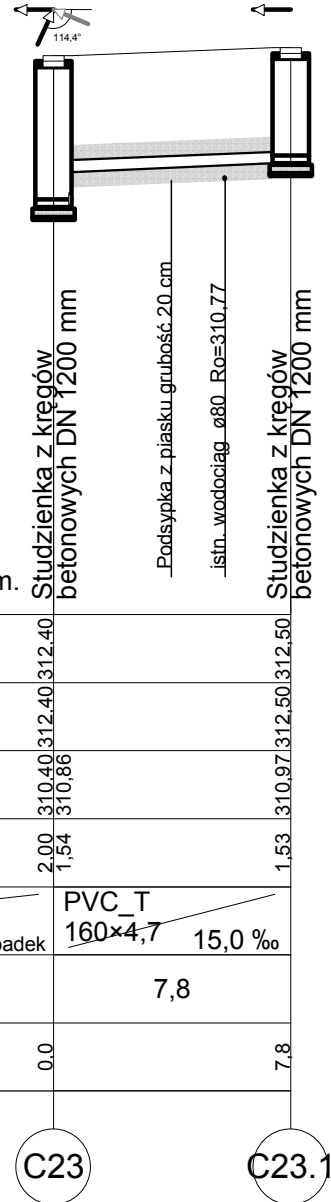 114,4°
Studzienka z kręgów
betonowych DN 1200 mm
Podsypka z piasku grubość 20 cm
istn. wodociąg ø80 Ro=310,77
Studzienka z kręgów
betonowych DN 1200 mm
m.
312,40
312,50
312,40
312,50
310,40
310,86
310,97
2,00
1,54
1,53
PVC_T
160×4,7
15,0 ‰
7,8
0,0
7,8
C23
C23.1